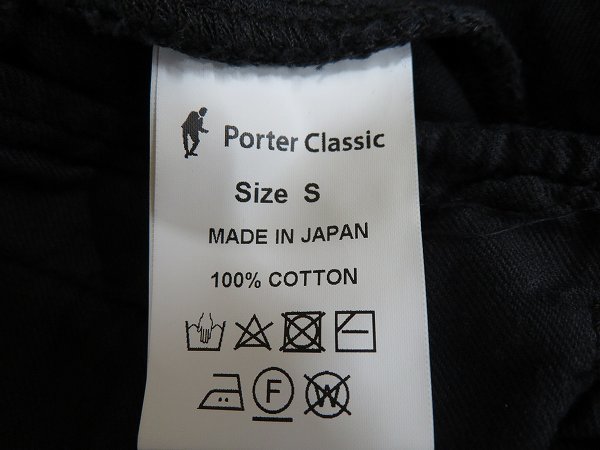 Porter Classic
Size S
MADE IN JAPAN
100% COTTON
F W